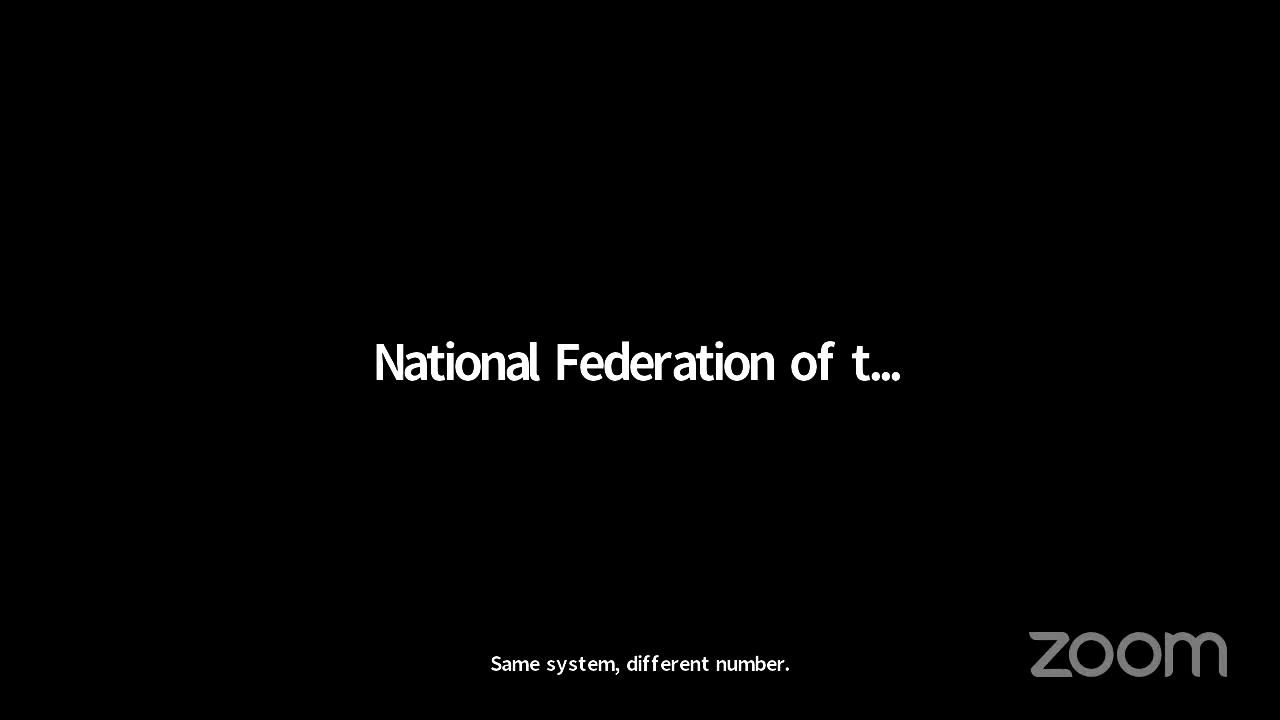 National Federation of t...
Same system, different number.
zoom